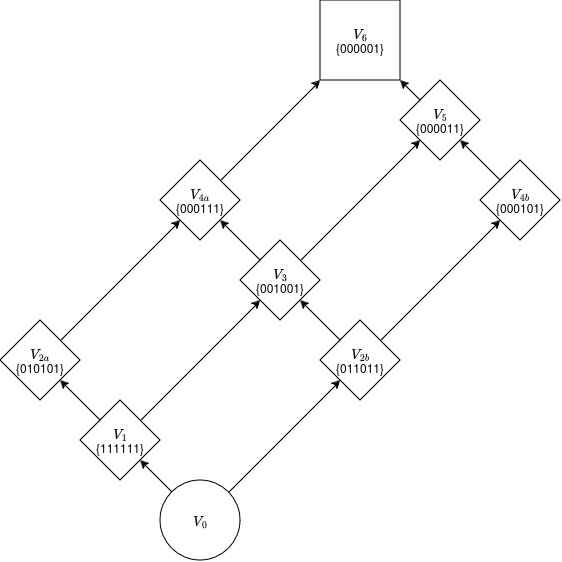 V6
{000001}
V5
{000011}
V4a
{000111}
V4b
{000101}
V3
{001001}
V2a
{010101}
V2b
{011011}
V1
{111111}
V0